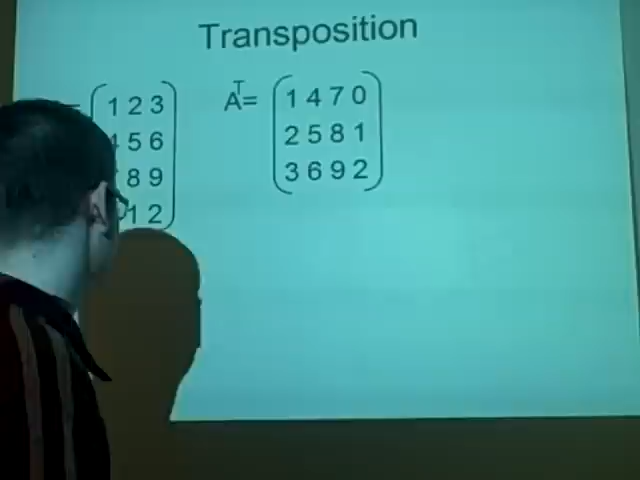 Transposition
= 1 2 3 A^T= 1 4 7 0
5 6 2 5 8 1
8 9 3 6 9 2
1 2